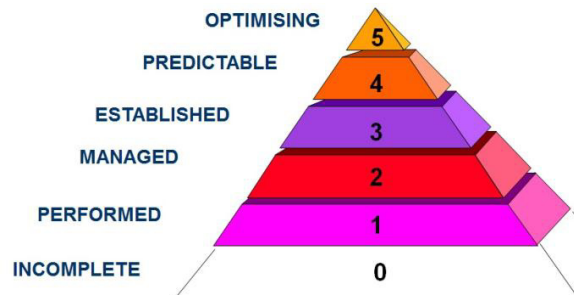 OPTIMISING 5
PREDICTABLE 4
ESTABLISHED 3
MANAGED 2
PERFORMED 1
INCOMPLETE 0